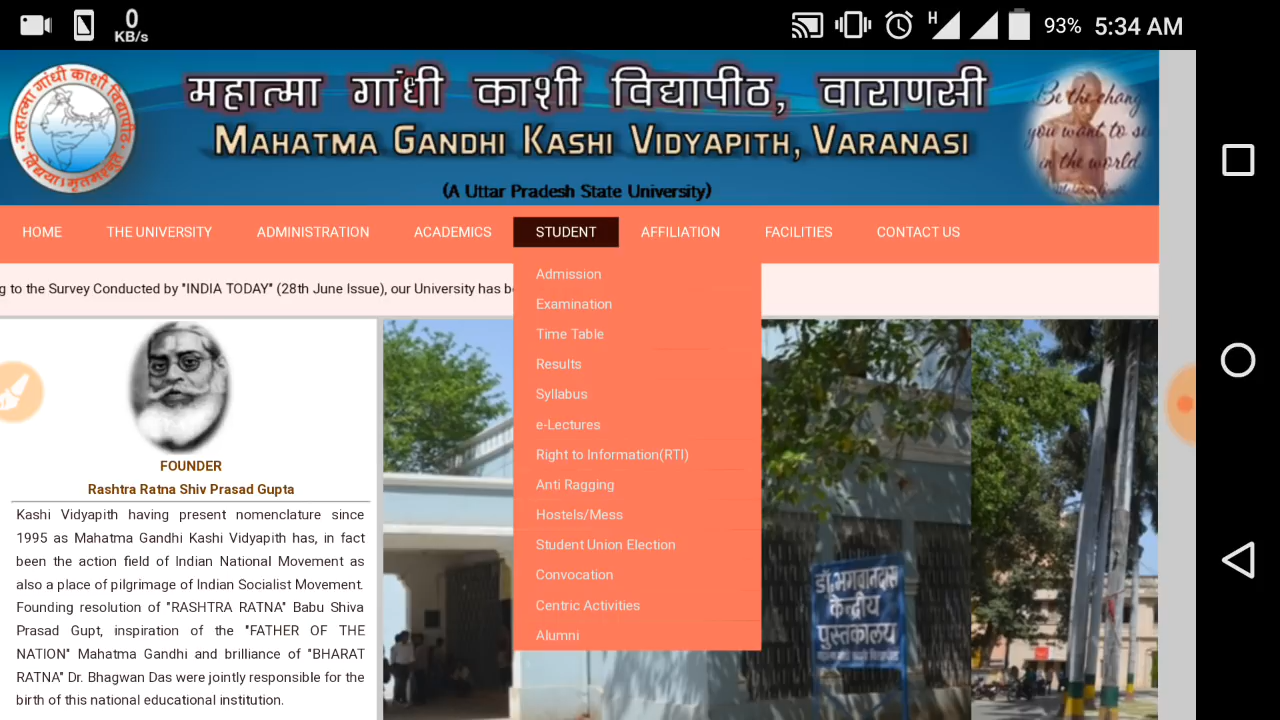 0
KB/s
H
93%
5:34 AM
महात्मा गांधी काशी विद्यापीठ, वाराणसी
MAHATMA GANDHI KASHI VIDYAPITH, VARANASI
(A Uttar Pradesh State University)
महात्मा गांधी काशी विद्यापीठ
Be the chang
you want to se
in the world
HOME
THE UNIVERSITY
ADMINISTRATION
ACADEMICS
STUDENT
AFFILIATION
FACILITIES
CONTACT US
g to the Survey Conducted by "INDIA TODAY" (28th June Issue), our University has b
Admission
Examination
Time Table
Results
Syllabus
e-Lectures
Right to Information(RTI)
Anti Ragging
Hostels/Mess
Student Union Election
Convocation
Centric Activities
Alumni
FOUNDER
Rashtra Ratna Shiv Prasad Gupta
Kashi Vidyapith having present nomenclature since
1995 as Mahatma Gandhi Kashi Vidyapith has, in fact
been the action field of Indian National Movement as
also a place of pilgrimage of Indian Socialist Movement.
Founding resolution of "RASHTRA RATNA" Babu Shiva
Prasad Gupt, inspiration of the "FATHER OF THE
NATION" Mahatma Gandhi and brilliance of "BHARAT
RATNA" Dr. Bhagwan Das were jointly responsible for the
birth of this national educational institution.
डॉ. भगवानदास
केन्द्रीय
पुस्तकालय